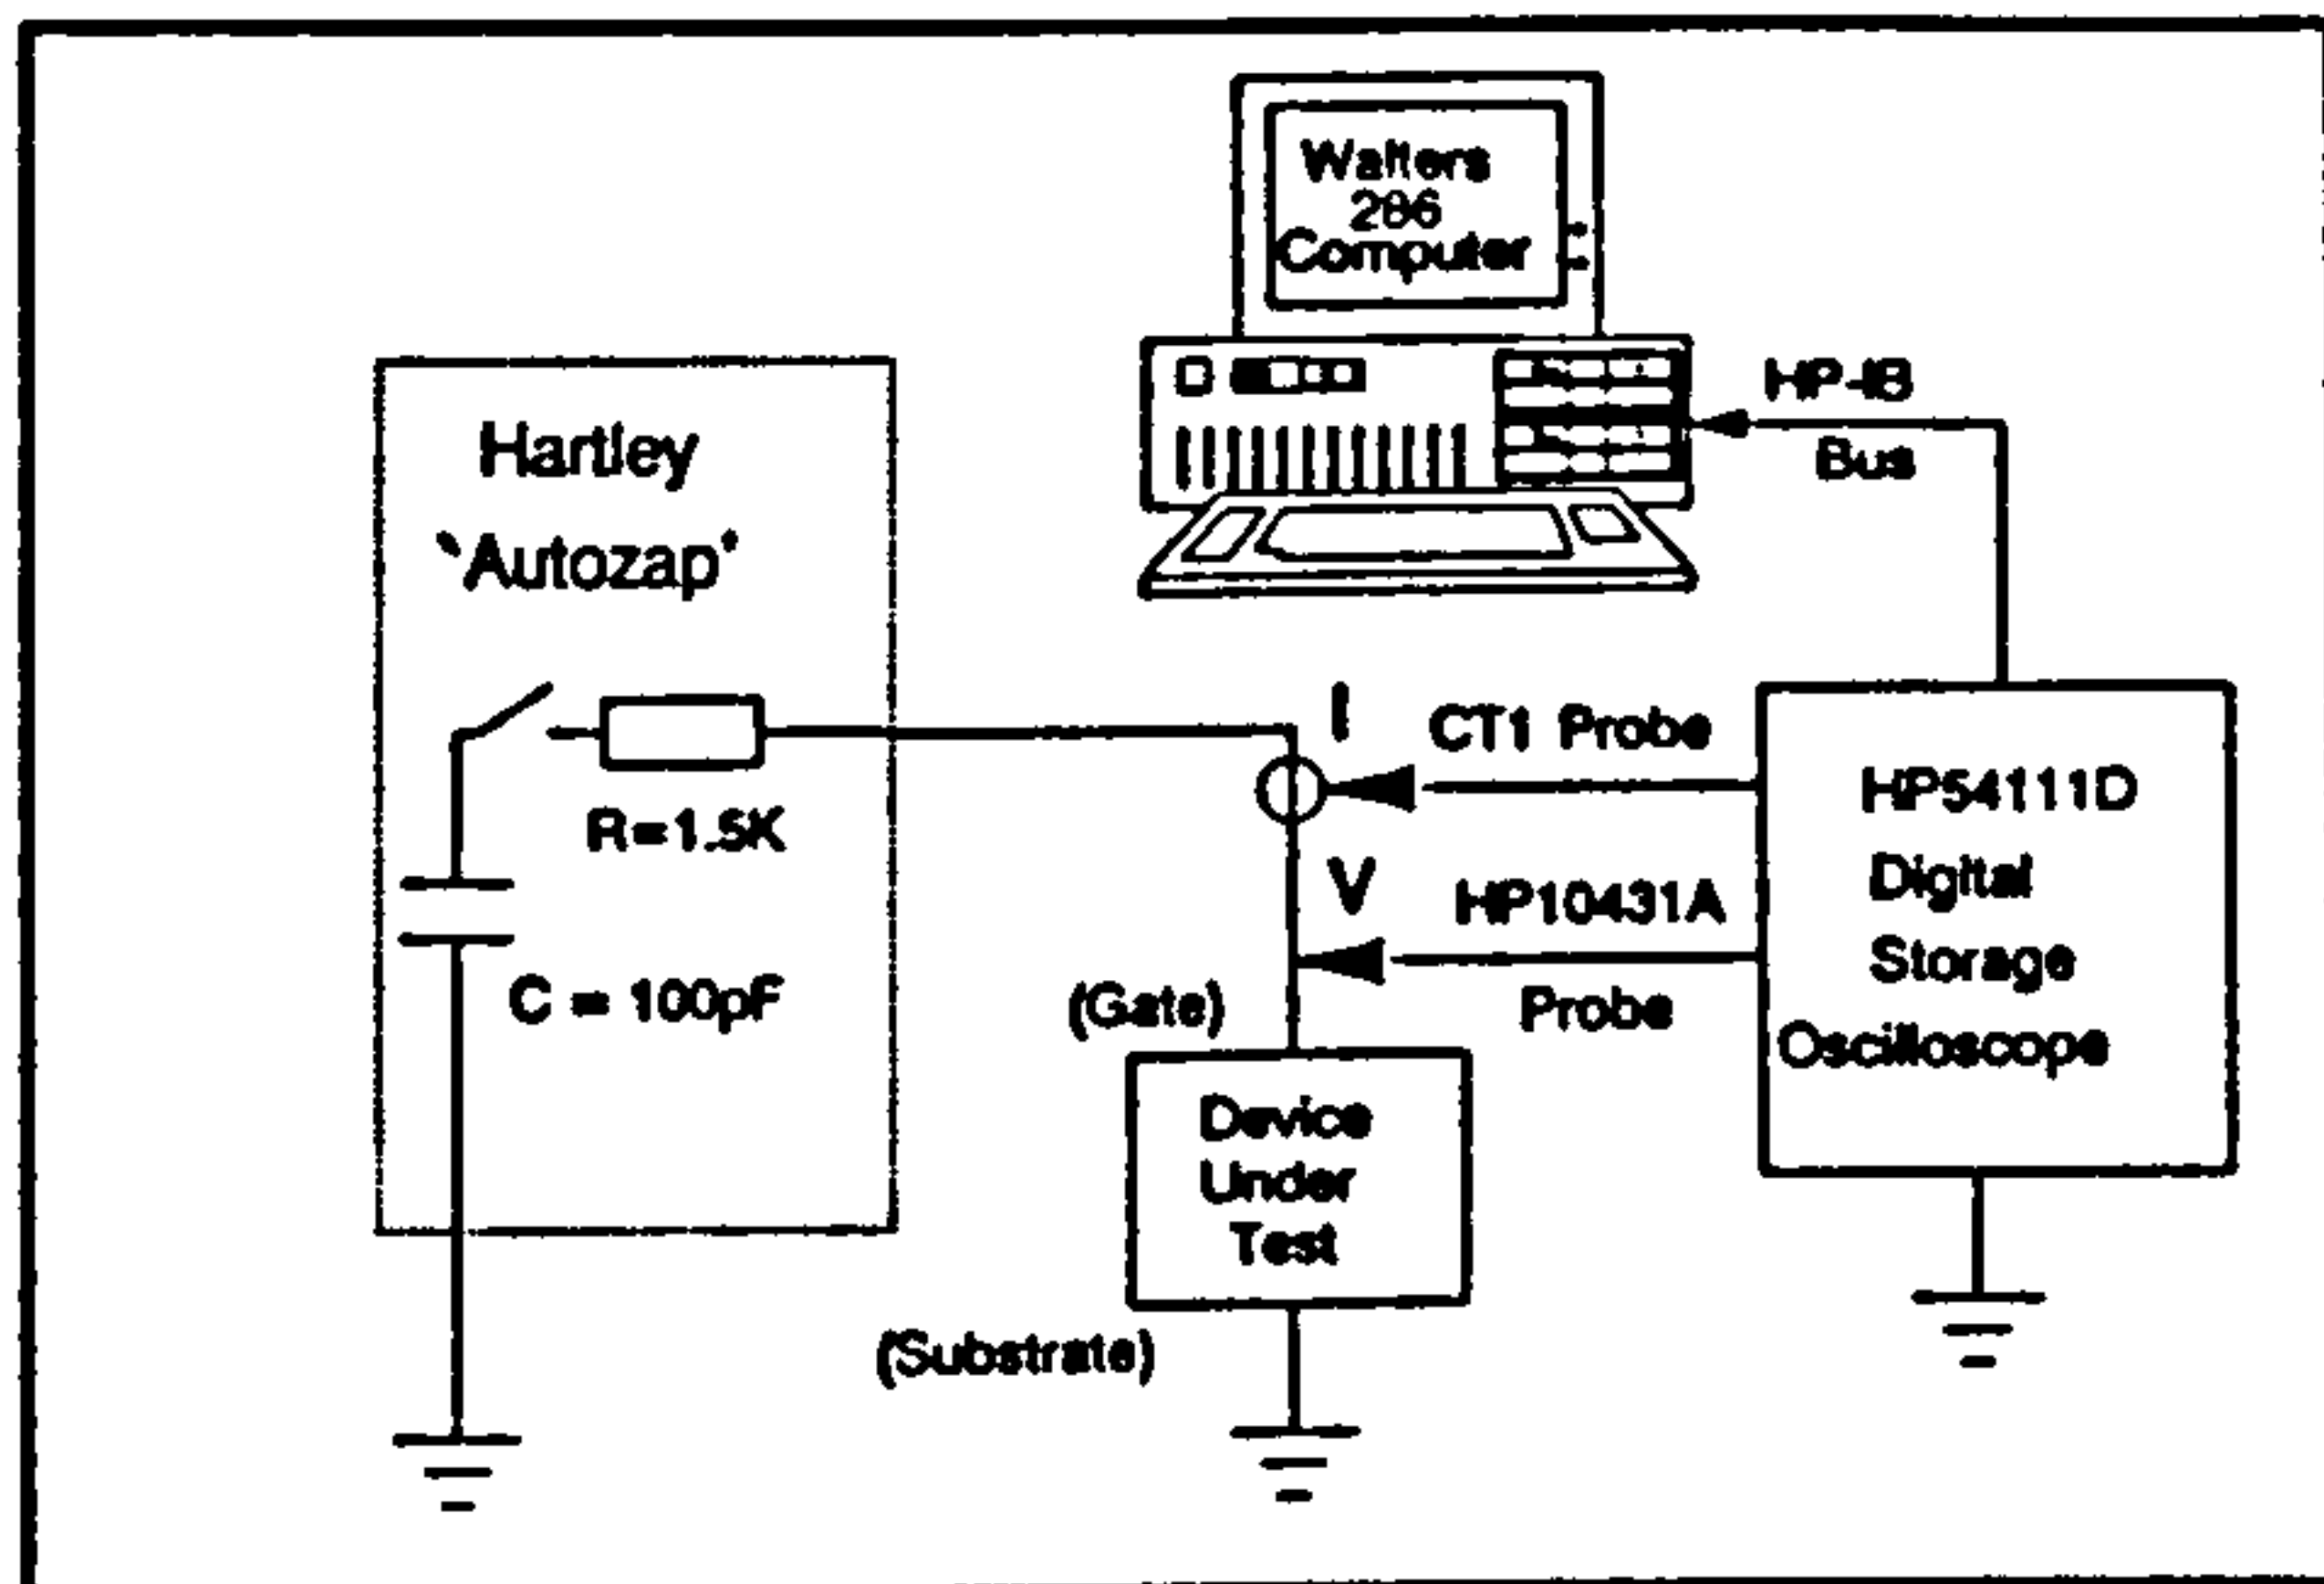 Walters
286
Computer
HP-IB
Bus
Hartley
'Autozap'
R=1.5K
C = 100pF
I
CT1 Probe
V
HP10431A
Probe
HP54111D
Digital
Storage
Oscilloscope
(Gate)
Device
Under
Test
(Substrate)